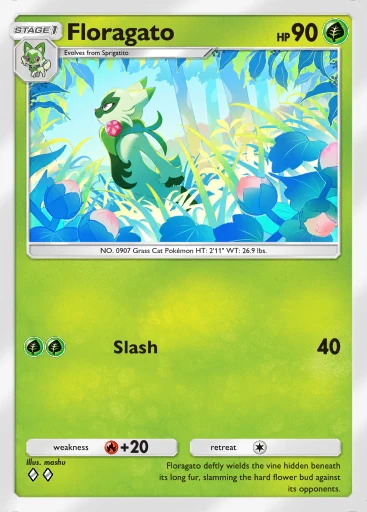 STAGE 1
Floragato
HP 90
Evolves from Sprigatito
NO. 0907 Grass Cat Pokémon HT: 2'11" WT: 26.9 lbs.
Slash 40
weakness +20 retreat
Illus. mashu
Floragato deftly wields the vine hidden beneath
its long fur, slamming the hard flower bud against
its opponents.